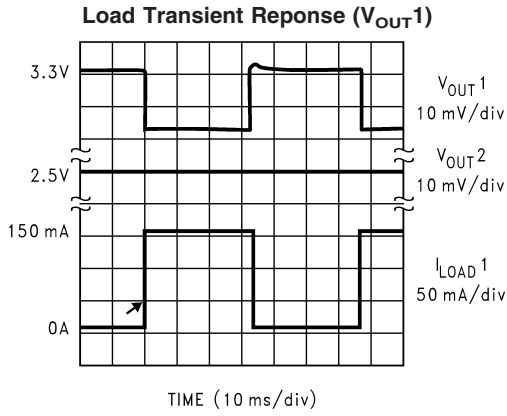 Load Transient Reponse (VOUT1)
3.3V
VOUT1
10 mV/div
2.5V
VOUT2
10 mV/div
150 mA
ILOAD1
50 mA/div
0A
TIME (10 ms/div)